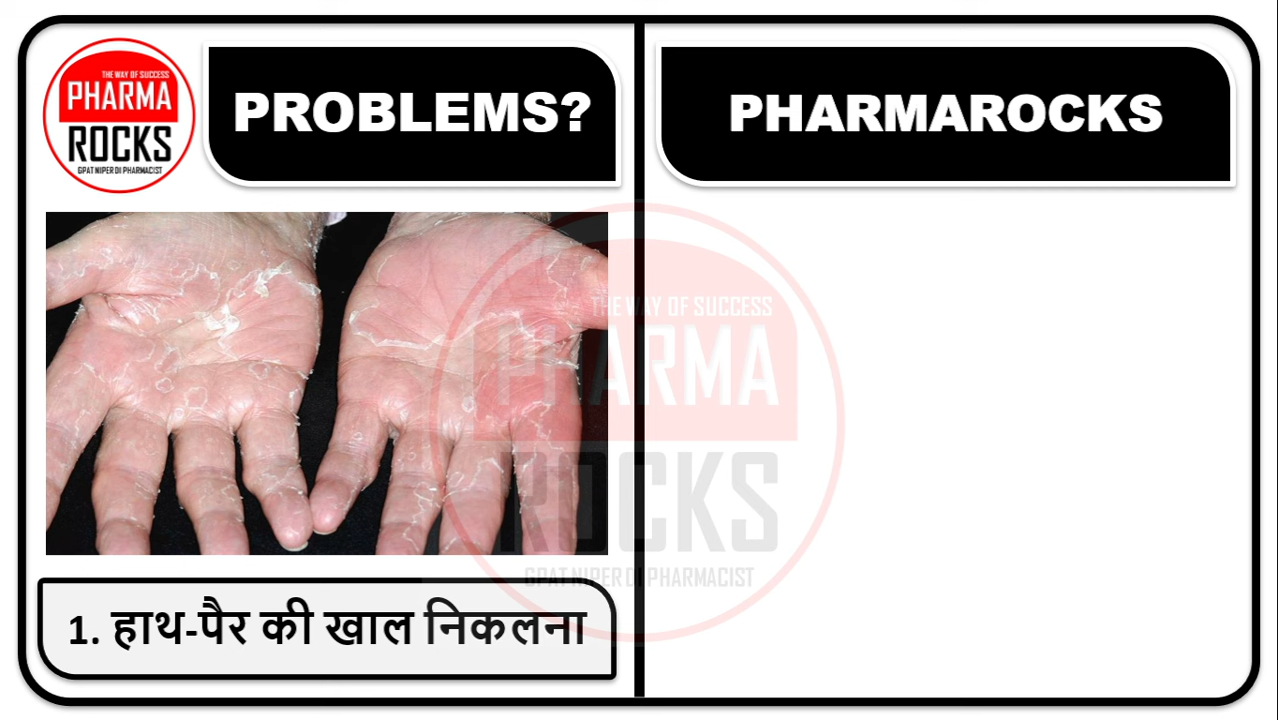 THE WAY OF SUCCESS
PHARMA
ROCKS
GPAT NIPER DI PHARMACIST
PROBLEMS?
PHARMAROCKS
THE WAY OF SUCCESS
PHARMA
ROCKS
GPAT NIPER DI PHARMACIST
1. हाथ-पैर की खाल निकलना